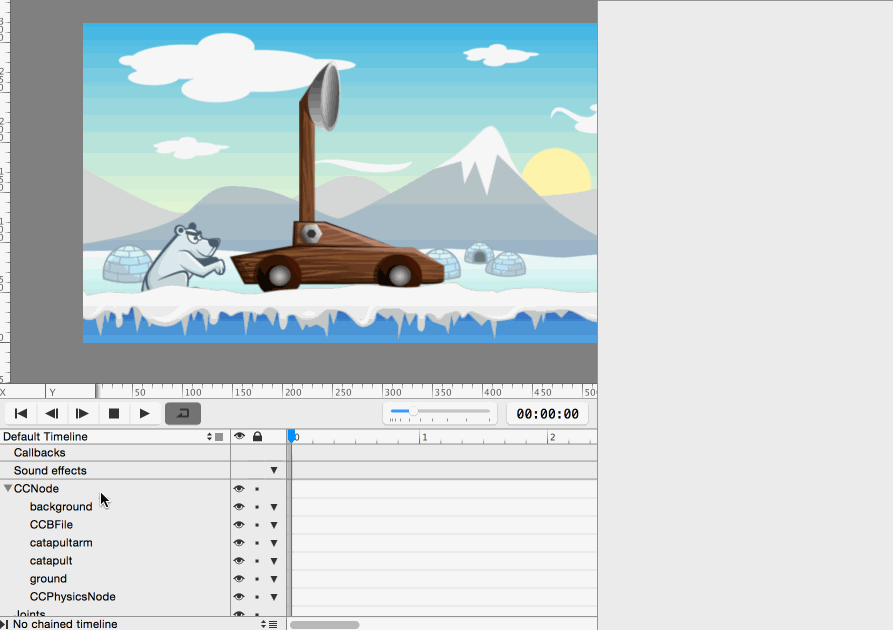 X Y 50 100 150 200 250 300 350 400 450
00:00:00
Default Timeline 0 1 2
Callbacks
Sound effects
CCNode
background
CCBFile
catapultarm
catapult
ground
CCPhysicsNode
Joints
No chained timeline